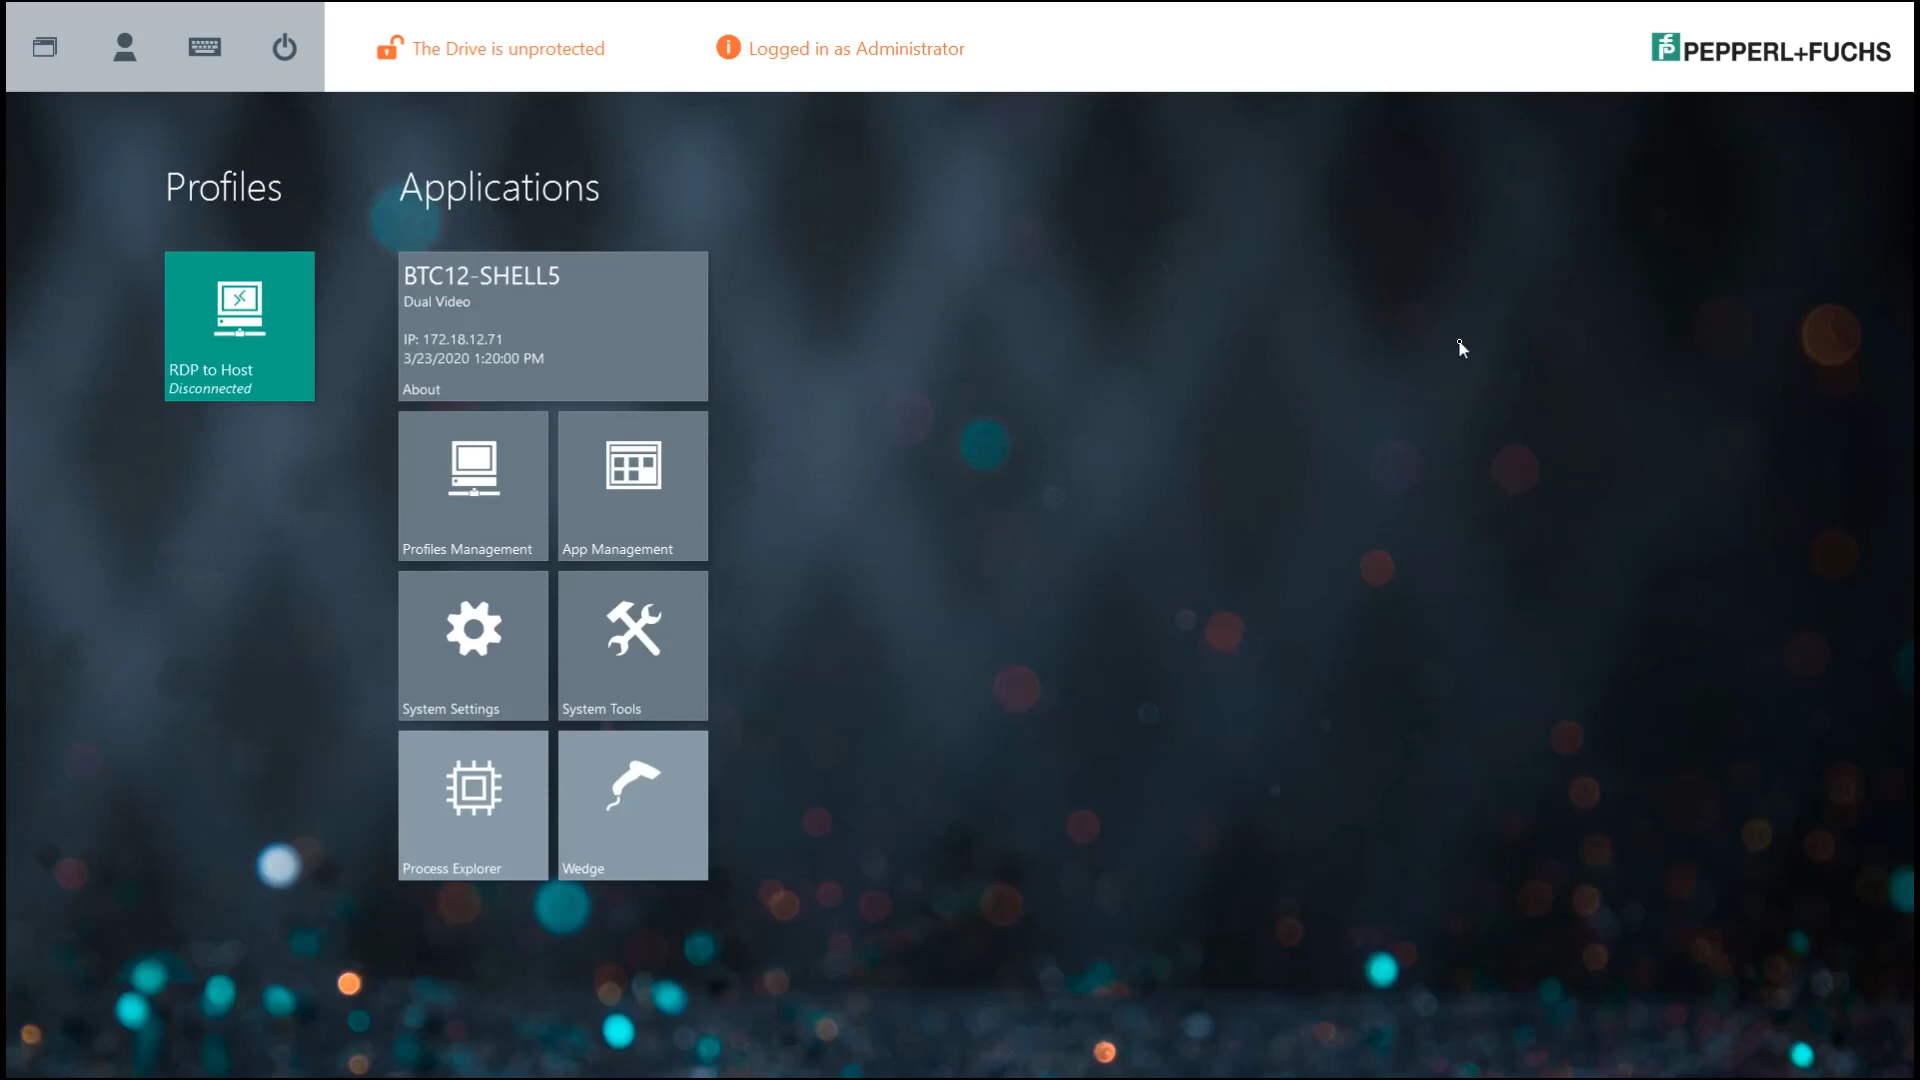 The Drive is unprotected
Logged in as Administrator
PEPPERL+FUCHS
Profiles
Applications
RDP to Host
Disconnected
BTC12-SHELL5
Dual Video
IP: 172.18.12.71
3/23/2020 1:20:00 PM
About
Profiles Management
App Management
System Settings
System Tools
Process Explorer
Wedge